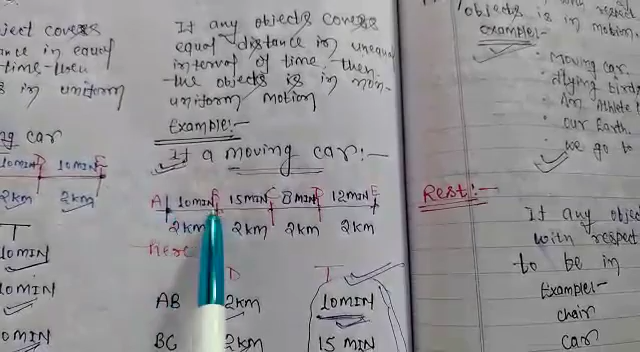 ject covers
nce in equal
time-then
s in uniform
ng car
10MIN D 10MIN E
2km 2km
10MIN
10MIN
10MIN
If any objects covers
equal distance in unequal
interval of time then
the objects is in non-
uniform motion
Example:-
If a moving car:-
A 10MIN B 15MIN C 8MIN D 12MIN E
2km 2km 2km 2km
here
D T
AB 2km 10MIN
BC 2km 15 MIN
objects is in motion.
Example:-
moving car.
flying birds
An Athlete
our Earth.
we go to
Rest:-
If any obje
with respect
to be in
Example:-
chair
car